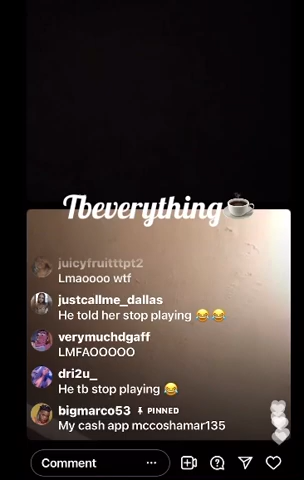 Tbeverything☕
juicyfruitttpt2
Lmaoooo wtf
justcallme_dallas
He told her stop playing 😂😂
verymuchdgaff
LMFAOOOOO
dri2u_
He tb stop playing 😂
bigmarco53 PINNED
My cash app mccoshamar135
Comment ...